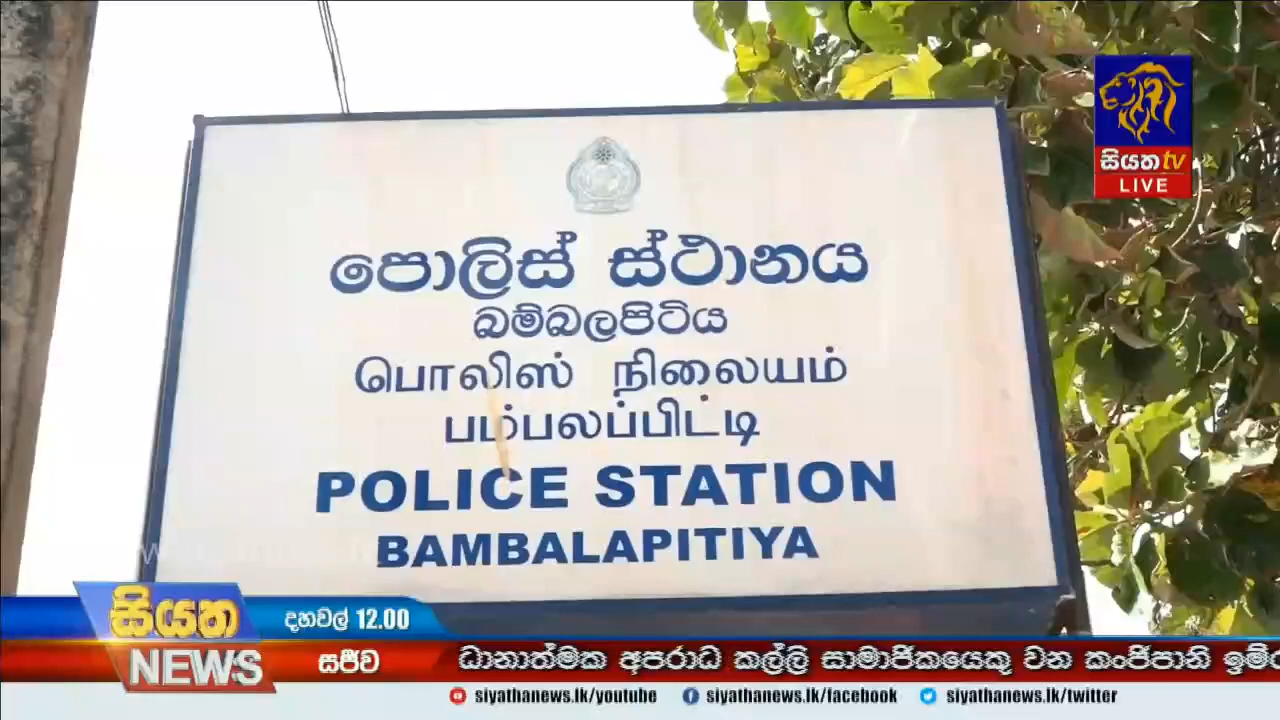 සියත tv
LIVE
පොලිස් ස්ථානය
බම්බලපිටිය
பொலிஸ் நிலையம்
பம்பலப்பிட்டி
POLICE STATION
BAMBALAPITIYA
සියත
NEWS
දහවල් 12.00
සජීව
ධානාත්මක අපරාධ කල්ලි සාමාජිකයෙකු වන කංජිපානි
siyathanews.lk/youtube
siyathanews.lk/facebook
siyathanews.lk/twitter